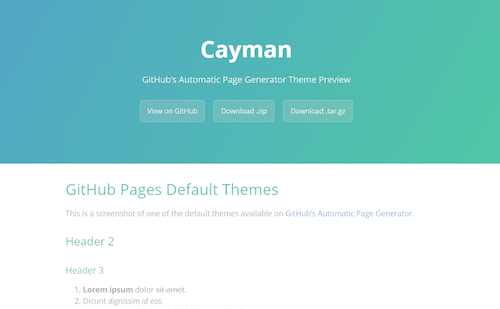 Cayman
GitHub's Automatic Page Generator Theme Preview
View on GitHub
Download .zip
Download .tar.gz
GitHub Pages Default Themes
This is a screenshot of one of the default themes available on GitHub's Automatic Page Generator.
Header 2
Header 3
1. Lorem ipsum dolor sit amet.
2. Dicunt dignissim id eos.